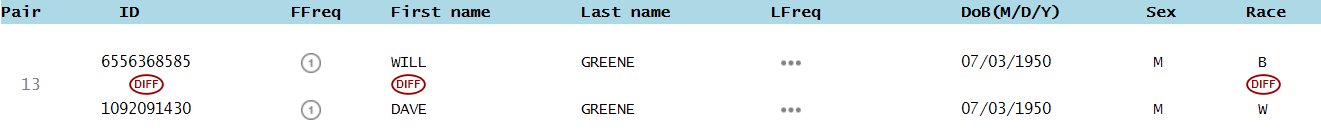 Pair ID FFreq First name Last name LFreq DoB(M/D/Y) Sex Race
6556368585 1 WILL GREENE ••• 07/03/1950 M B
13 DIFF DIFF DIFF
1092091430 1 DAVE GREENE ••• 07/03/1950 M W